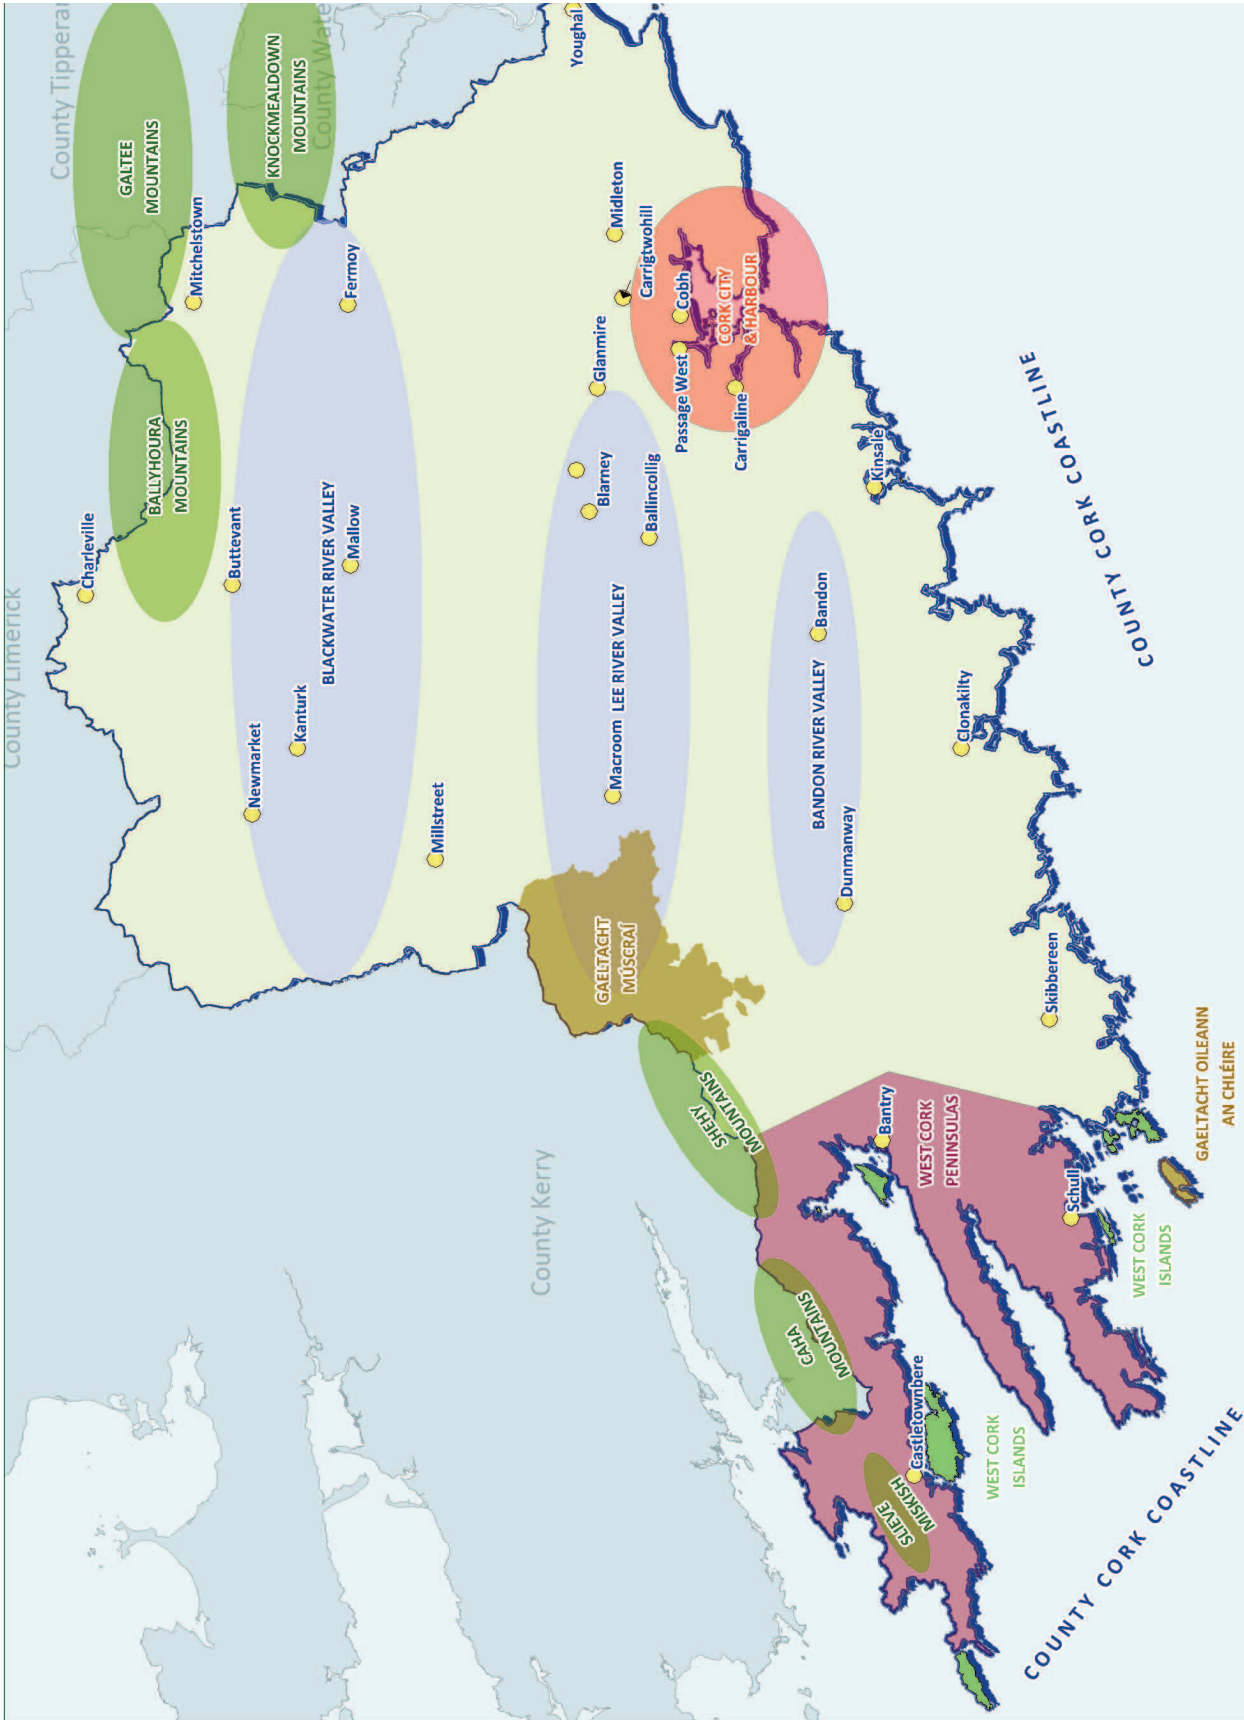 County Limerick
County Tipperar
County Wate
County Kerry
GALTEE
MOUNTAINS
KNOCKMEALDOWN
MOUNTAINS
BALLYHOURA
MOUNTAINS
Charleville
Mitchelstown
Buttevant
Newmarket
Kanturk
BLACKWATER RIVER VALLEY
Mallow
Fermoy
Millstreet
Youghal
Midleton
Carrigtwohill
Glanmire
Blarney
Macroom
LEE RIVER VALLEY
Ballincollig
Cobh
Passage West
CORK CITY
& HARBOUR
Carrigaline
GAELTACHT
MÚSCRAÍ
SHEHY
MOUNTAINS
Bandon
BANDON RIVER VALLEY
Dunmanway
Kinsale
Clonakilty
Skibbereen
Bantry
WEST CORK
PENINSULAS
CAHA
MOUNTAINS
Castletownbere
SLIEVE
MISKISH
Schull
WEST CORK
ISLANDS
WEST CORK
ISLANDS
GAELTACHT OILEANN
AN CHLÉIRE
COUNTY CORK COASTLINE
COUNTY CORK COASTLINE